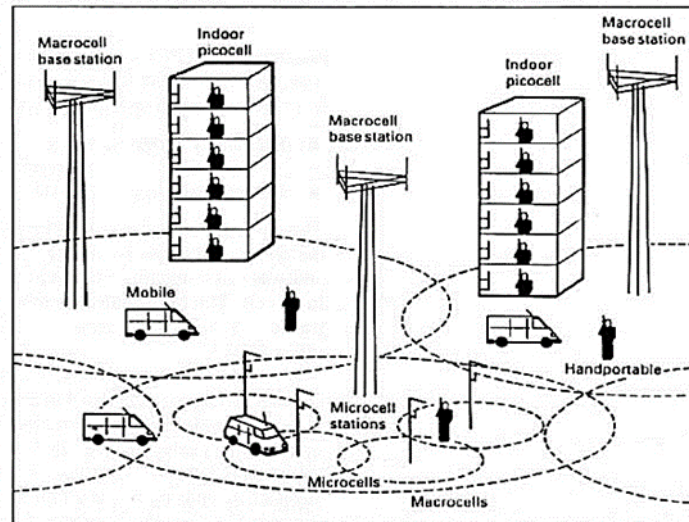 Macrocell
base station
Indoor
picocell
Macrocell
base station
Indoor
picocell
Macrocell
base station
Mobile
Handportable
Microcell
stations
Microcells
Macrocells